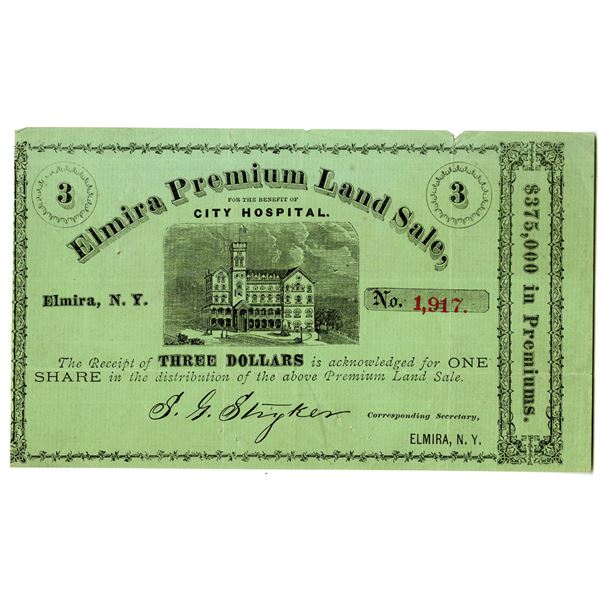 3
3
Elmira Premium Land Sale,
FOR THE BENEFIT OF
CITY HOSPITAL.
Elmira, N. Y.
No. 1,917.
The Receipt of THREE DOLLARS is acknowledged for ONE
SHARE in the distribution of the above Premium Land Sale.
S. G. Stryker
Corresponding Secretary,
ELMIRA, N. Y.
$375,000 in Premiums.